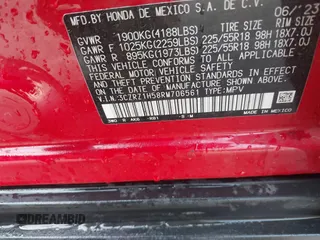 MFD. BY HONDA DE MEXICO S.A. DE C.V. 06/'23
GVWR 1900KG(4188LBS) TIRE SIZE RIM SIZE
GAWR F 1025KG(2259LBS) 225/55R18 98H 18X7.0J
GAWR R 895KG(1973LBS) 225/55R18 98H 18X7.0J
THIS VEHICLE CONFORMS TO ALL APPLICABLE
FEDERAL MOTOR VEHICLE SAFETY
STANDARDS IN EFFECT ON THE DATE OF
MANUFACTURE SHOWN ABOVE.
V.I.N:3CZRZ1H58RM706561 TYPE:MPV
MADE IN MEXICO
DREAMBID